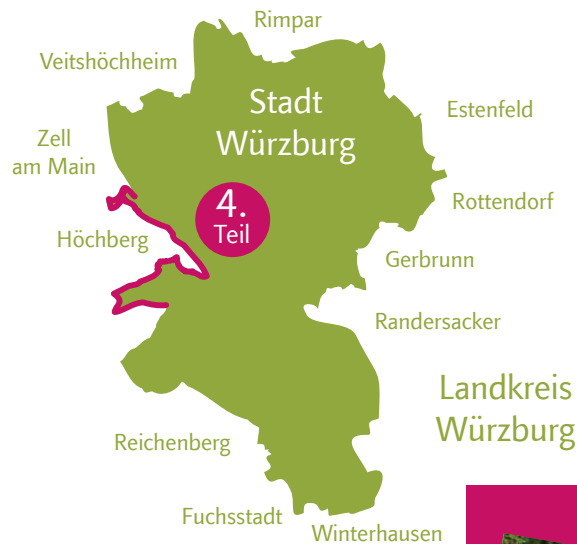 Rimpar
Veitshöchheim
Stadt
Würzburg
Estenfeld
Zell
am Main
Rottendorf
4.
Teil
Höchberg
Gerbrunn
Randersacker
Landkreis
Würzburg
Reichenberg
Fuchsstadt
Winterhausen